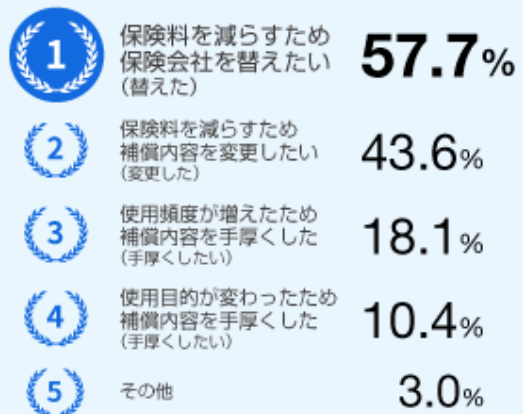 1
保険料を減らすため
保険会社を替えたい
(替えた)
57.7%
2
保険料を減らすため
補償内容を変更したい
(変更した)
43.6%
3
使用頻度が増えたため
補償内容を手厚くした
(手厚くしたい)
18.1%
4
使用目的が変わったため
補償内容を手厚くした
(手厚くしたい)
10.4%
5
その他
3.0%